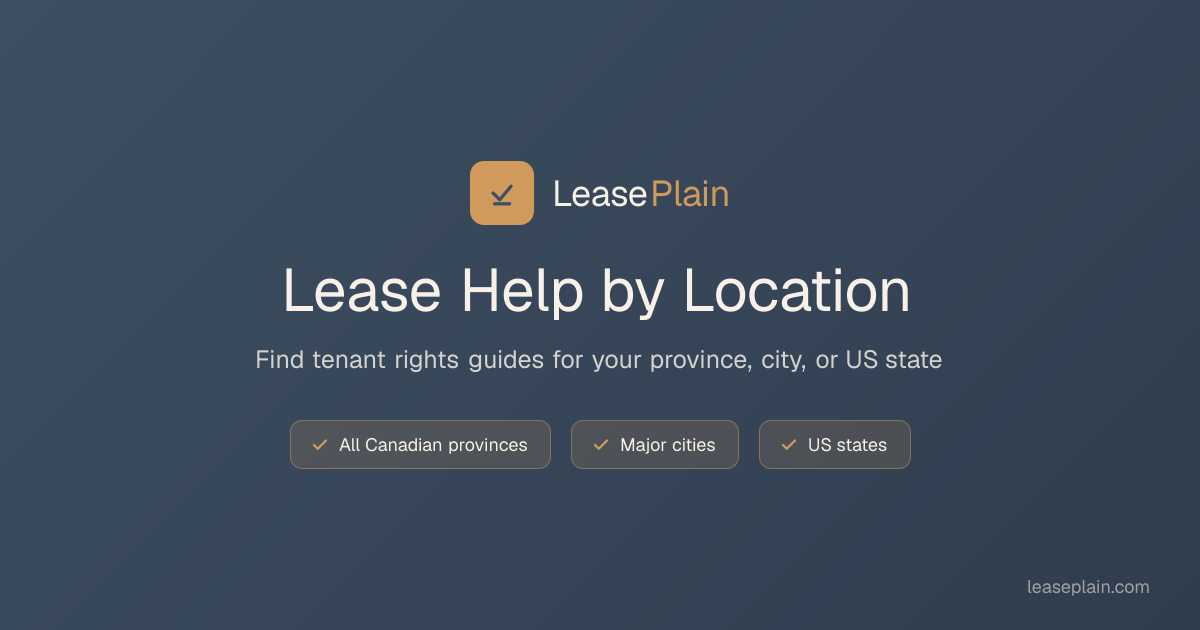 LeasePlain
Lease Help by Location
Find tenant rights guides for your province, city, or US state
All Canadian provinces
Major cities
US states
leaseplain.com